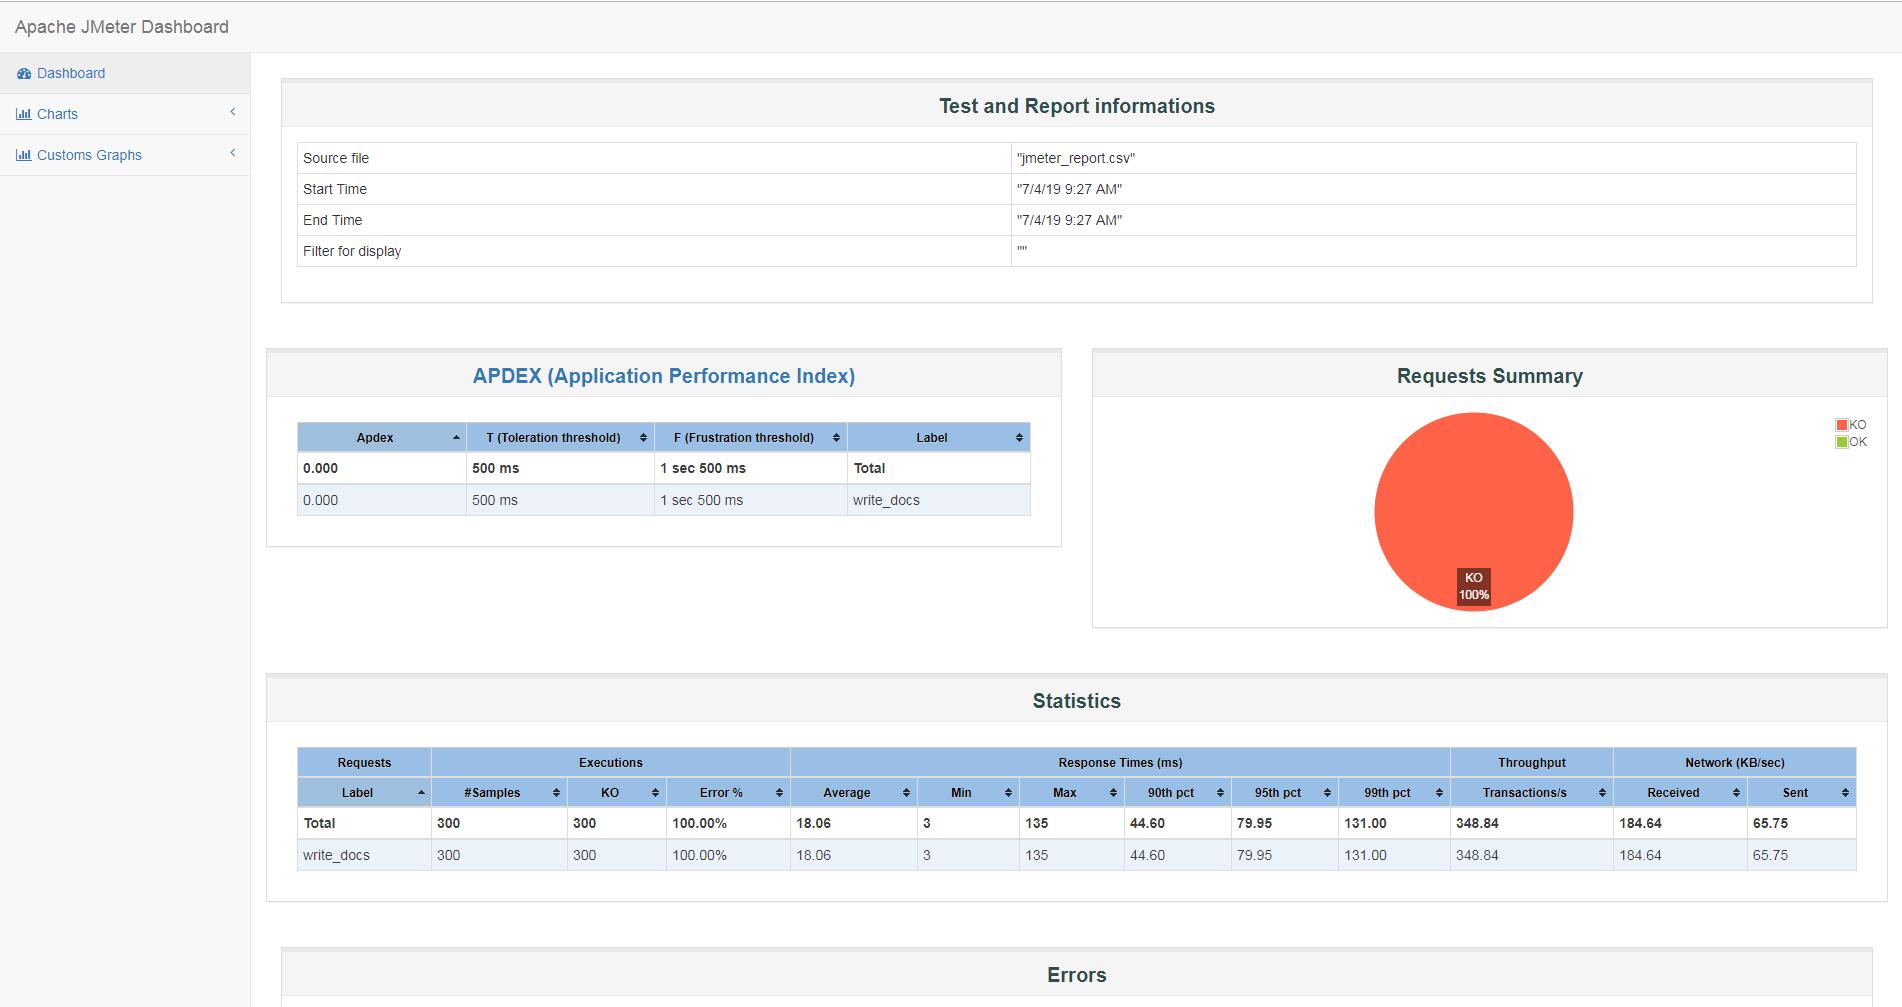 Apache JMeter Dashboard
Dashboard
Charts
Customs Graphs
Test and Report informations
Source file "jmeter_report.csv"
Start Time "7/4/19 9:27 AM"
End Time "7/4/19 9:27 AM"
Filter for display ""
APDEX (Application Performance Index)
Apdex T (Toleration threshold) F (Frustration threshold) Label
0.000 500 ms 1 sec 500 ms Total
0.000 500 ms 1 sec 500 ms write_docs
Requests Summary
KO
OK
KO
100%
Statistics
Requests Executions Response Times (ms) Throughput Network (KB/sec)
Label #Samples KO Error % Average Min Max 90th pct 95th pct 99th pct Transactions/s Received Sent
Total 300 300 100.00% 18.06 3 135 44.60 79.95 131.00 348.84 184.64 65.75
write_docs 300 300 100.00% 18.06 3 135 44.60 79.95 131.00 348.84 184.64 65.75
Errors